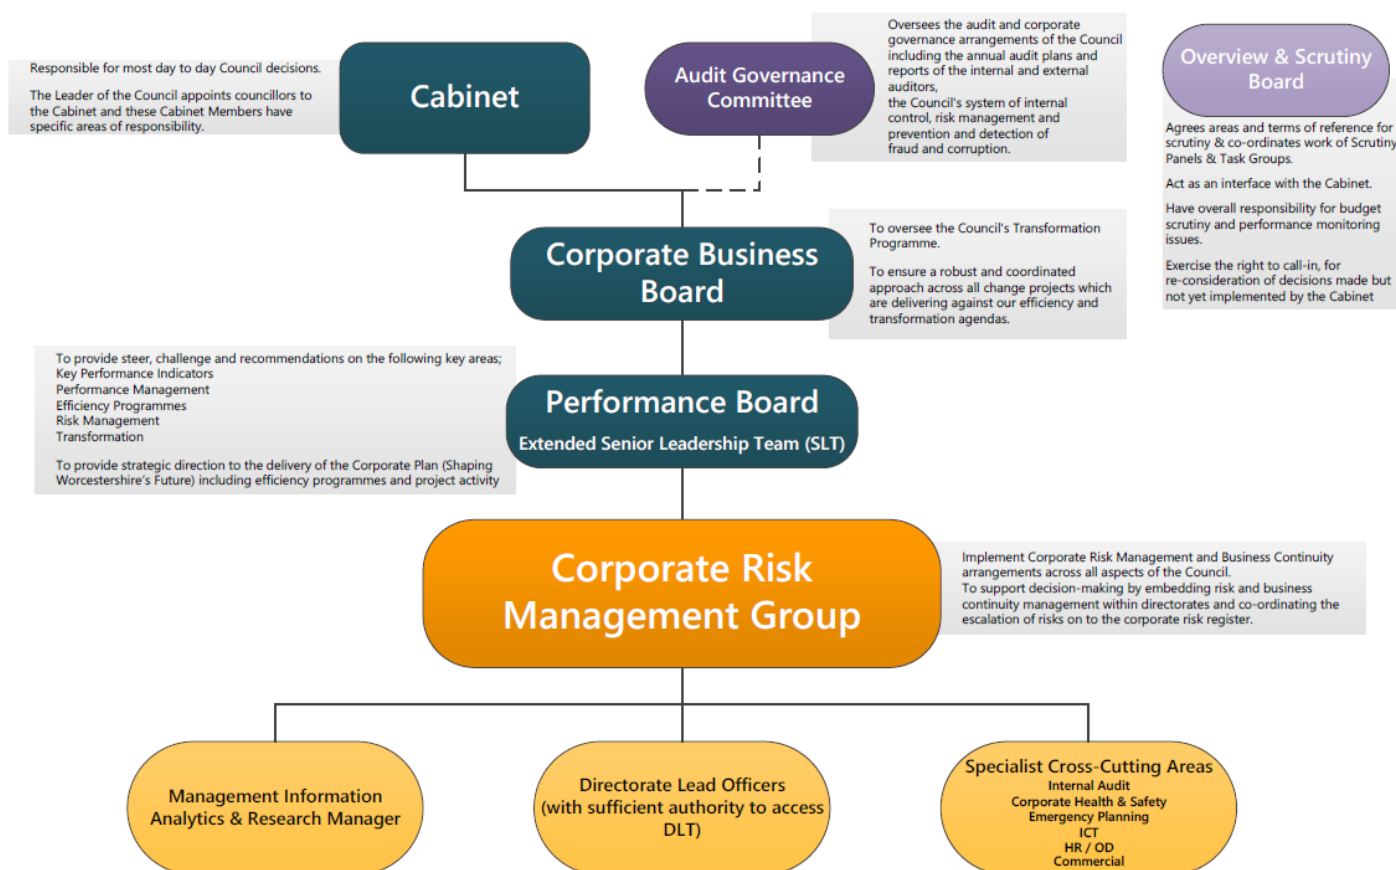 Responsible for most day to day Council decisions.
The Leader of the Council appoints councillors to
the Cabinet and these Cabinet Members have
specific areas of responsibility.
Cabinet
Audit Governance
Committee
Oversees the audit and corporate
governance arrangements of the Council
including the annual audit plans and
reports of the internal and external
auditors,
the Council's system of internal
control, risk management and
prevention and detection of
fraud and corruption.
Overview & Scrutiny
Board
Agrees areas and terms of reference for
scrutiny & co-ordinates work of Scrutiny
Panels & Task Groups.
Act as an interface with the Cabinet.
Have overall responsibility for budget
scrutiny and performance monitoring
issues.
Exercise the right to call-in, for
re-consideration of decisions made but
not yet implemented by the Cabinet
Corporate Business
Board
To oversee the Council's Transformation
Programme.
To ensure a robust and coordinated
approach across all change projects which
are delivering against our efficiency and
transformation agendas.
To provide steer, challenge and recommendations on the following key areas;
Key Performance Indicators
Performance Management
Efficiency Programmes
Risk Management
Transformation
To provide strategic direction to the delivery of the Corporate Plan (Shaping
Worcestershire's Future) including efficiency programmes and project activity
Performance Board
Extended Senior Leadership Team (SLT)
Corporate Risk
Management Group
Implement Corporate Risk Management and Business Continuity
arrangements across all aspects of the Council.
To support decision-making by embedding risk and business
continuity management within directorates and co-ordinating the
escalation of risks on to the corporate risk register.
Management Information
Analytics & Research Manager
Directorate Lead Officers
(with sufficient authority to access
DLT)
Specialist Cross-Cutting Areas
Internal Audit
Corporate Health & Safety
Emergency Planning
ICT
HR / OD
Commercial